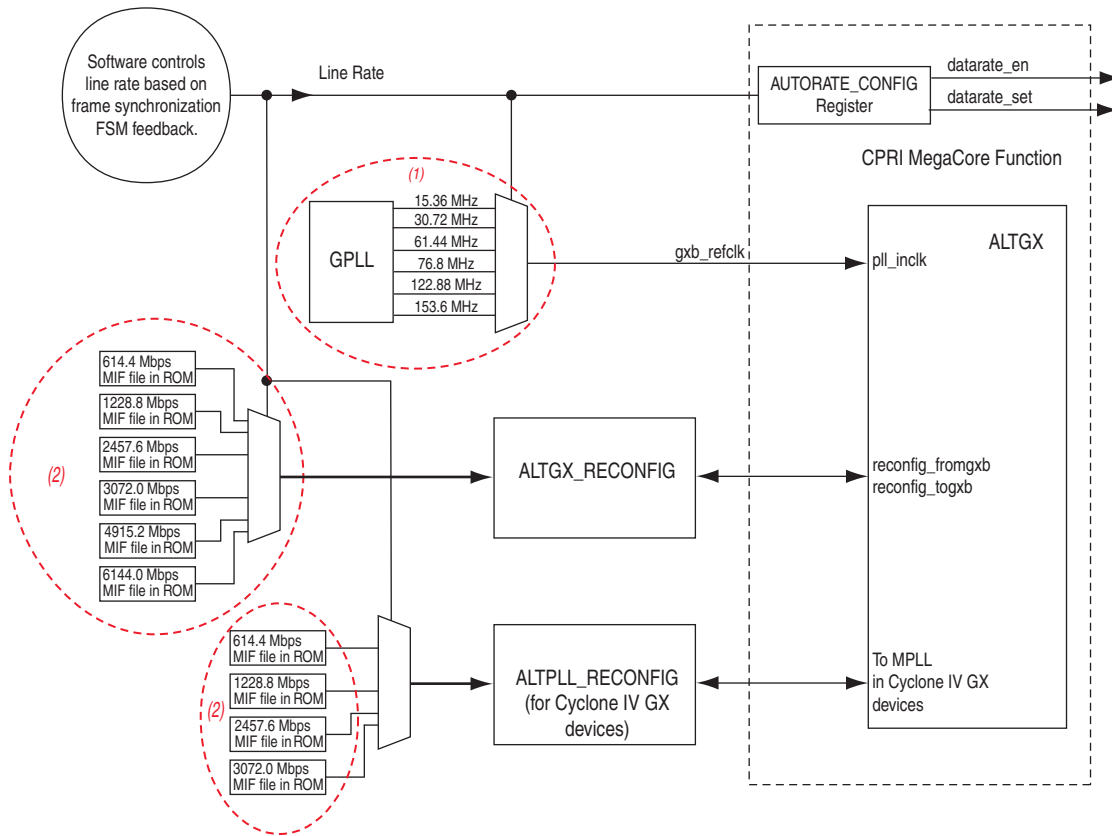 Software controls
line rate based on
frame synchronization
FSM feedback.
Line Rate
AUTORATE_CONFIG
Register
datarate_en
datarate_set
CPRI MegaCore Function
(1)
GPLL
15.36 MHz
30.72 MHz
61.44 MHz
76.8 MHz
122.88 MHz
153.6 MHz
gxb_refclk
pll_inclk
ALTGX
(2)
614.4 Mbps
MIF file in ROM
1228.8 Mbps
MIF file in ROM
2457.6 Mbps
MIF file in ROM
3072.0 Mbps
MIF file in ROM
4915.2 Mbps
MIF file in ROM
6144.0 Mbps
MIF file in ROM
ALTGX_RECONFIG
reconfig_fromgxb
reconfig_togxb
(2)
614.4 Mbps
MIF file in ROM
1228.8 Mbps
MIF file in ROM
2457.6 Mbps
MIF file in ROM
3072.0 Mbps
MIF file in ROM
ALTPLL_RECONFIG
(for Cyclone IV GX
devices)
To MPLL
in Cyclone IV GX
devices